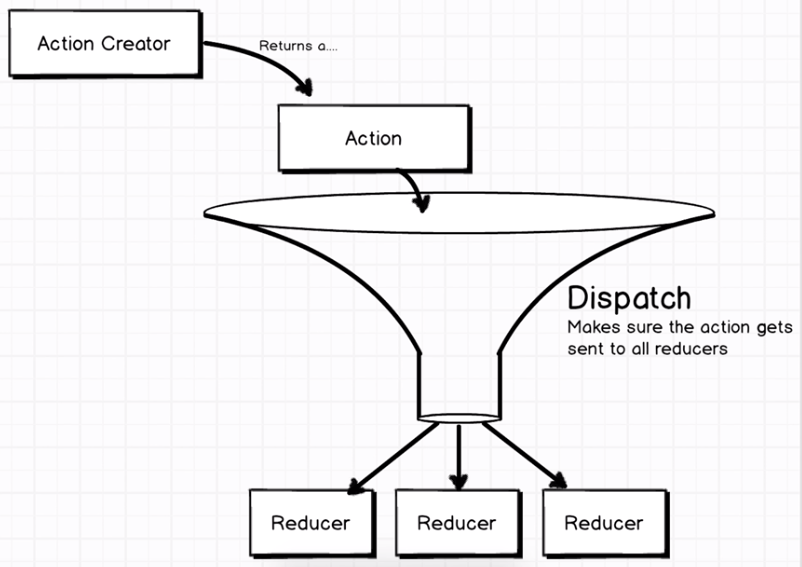 Action Creator
Returns a....
Action
Dispatch
Makes sure the action gets
sent to all reducers
Reducer
Reducer
Reducer